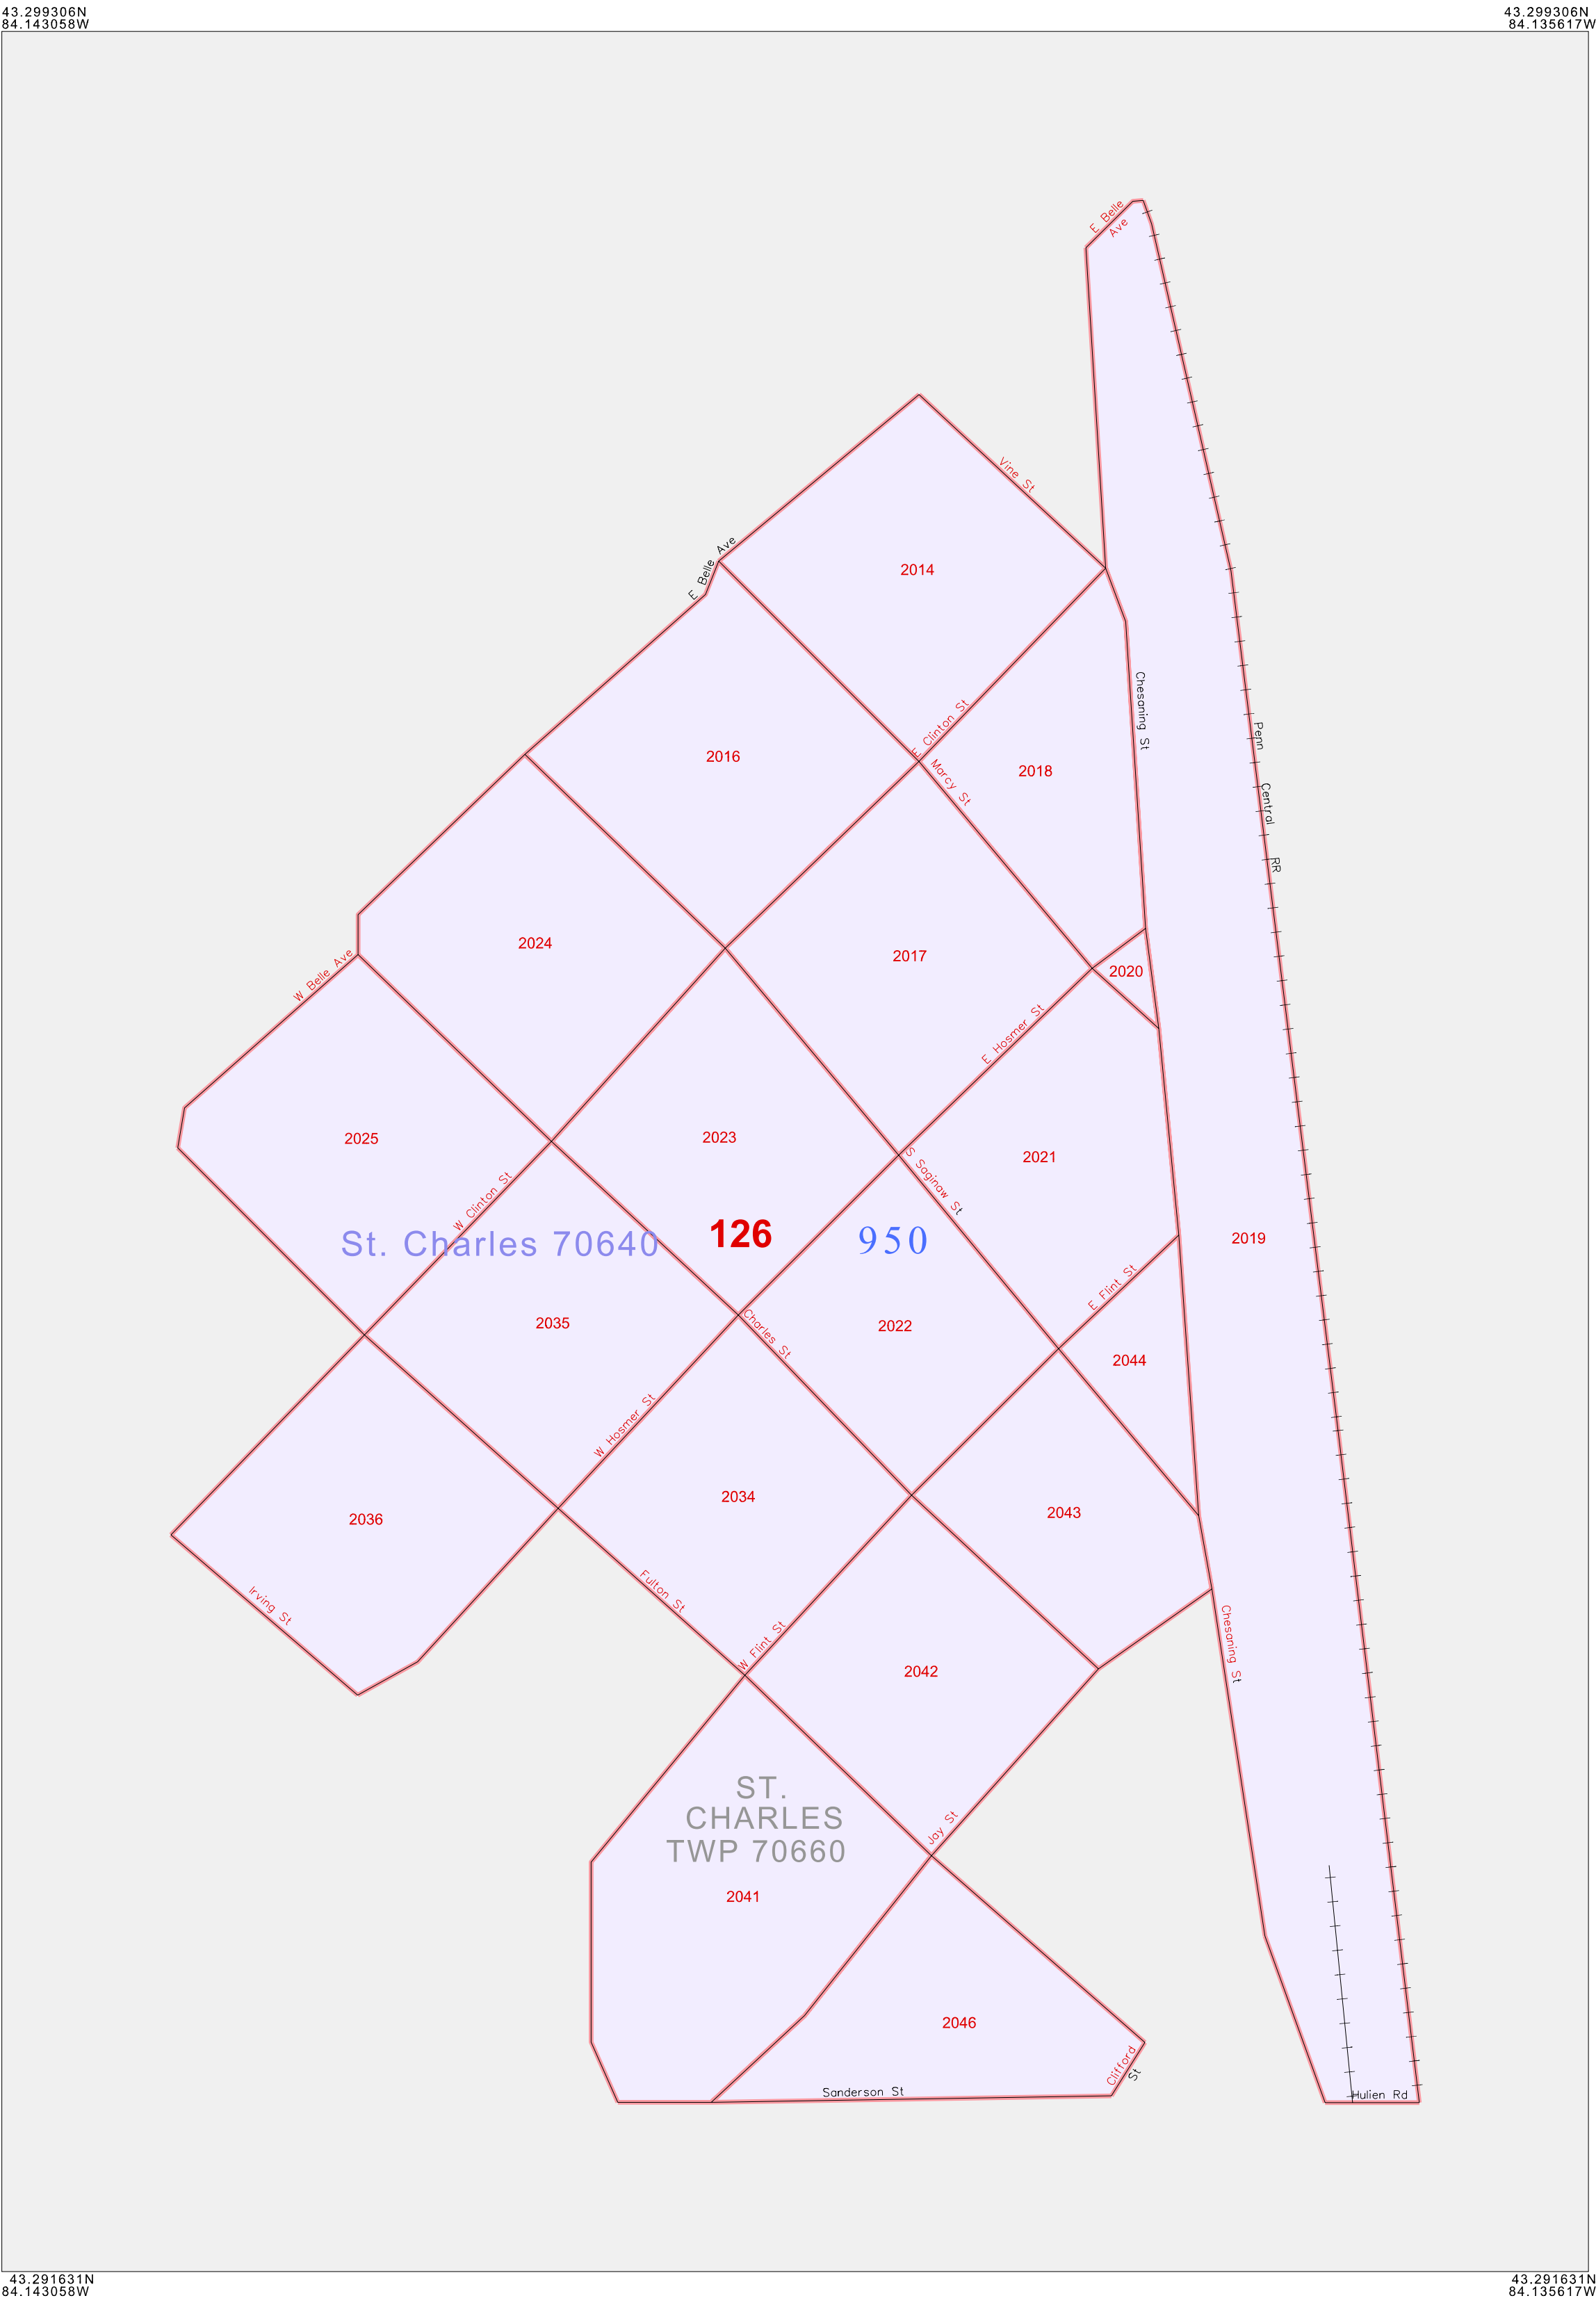 43.299306N
84.143058W
43.299306N
84.135617W
E Belle
Ave
Vine St
E Belle Ave
2014
Chesaning St
E Clinton St
Penn Central RR
2016
Marcy St
2018
2024
2017
2020
W Belle Ave
E Hosmer St
2025
2023
2021
S Saginaw St
W Clinton St
St. Charles 70640
126
950
2019
E Flint St
2035
Charles St
2022
2044
W Hosmer St
2034
2043
2036
Irving St
Fulton St
W Flint St
Chesaning St
2042
ST.
CHARLES
TWP 70660
Jay St
2041
2046
Clifford
St
Sanderson St
Hulien Rd
43.291631N
84.143058W
43.291631N
84.135617W